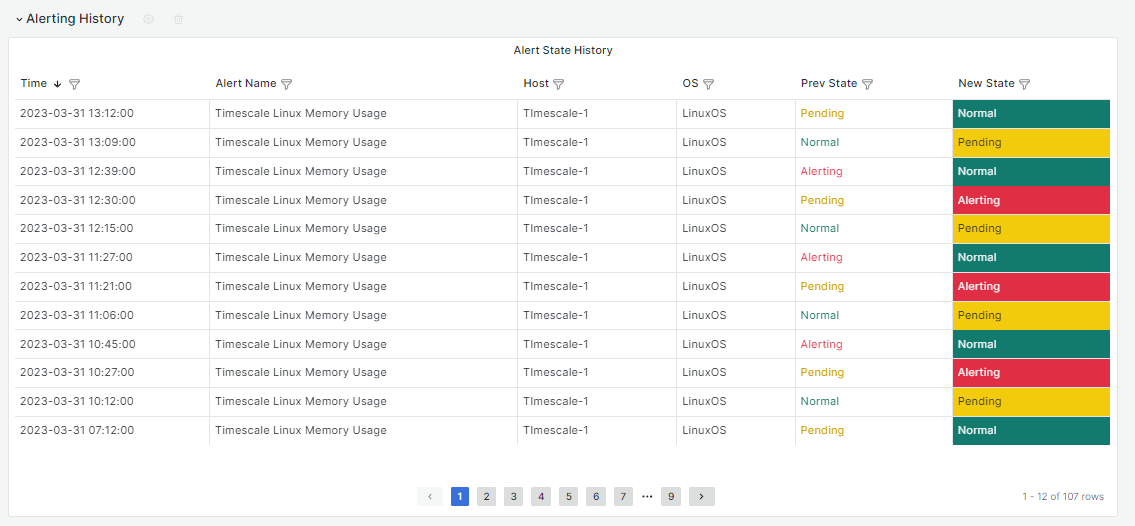 Alerting History
Alert State History
Time Alert Name Host OS Prev State New State
2023-03-31 13:12:00 Timescale Linux Memory Usage TImescale-1 LinuxOS Pending Normal
2023-03-31 13:09:00 Timescale Linux Memory Usage TImescale-1 LinuxOS Normal Pending
2023-03-31 12:39:00 Timescale Linux Memory Usage TImescale-1 LinuxOS Alerting Normal
2023-03-31 12:30:00 Timescale Linux Memory Usage TImescale-1 LinuxOS Pending Alerting
2023-03-31 12:15:00 Timescale Linux Memory Usage TImescale-1 LinuxOS Normal Pending
2023-03-31 11:27:00 Timescale Linux Memory Usage TImescale-1 LinuxOS Alerting Normal
2023-03-31 11:21:00 Timescale Linux Memory Usage TImescale-1 LinuxOS Pending Alerting
2023-03-31 11:06:00 Timescale Linux Memory Usage TImescale-1 LinuxOS Normal Pending
2023-03-31 10:45:00 Timescale Linux Memory Usage TImescale-1 LinuxOS Alerting Normal
2023-03-31 10:27:00 Timescale Linux Memory Usage TImescale-1 LinuxOS Pending Alerting
2023-03-31 10:12:00 Timescale Linux Memory Usage TImescale-1 LinuxOS Normal Pending
2023-03-31 07:12:00 Timescale Linux Memory Usage TImescale-1 LinuxOS Pending Normal
‹ 1 2 3 4 5 6 7 ••• 9 › 1 - 12 of 107 rows